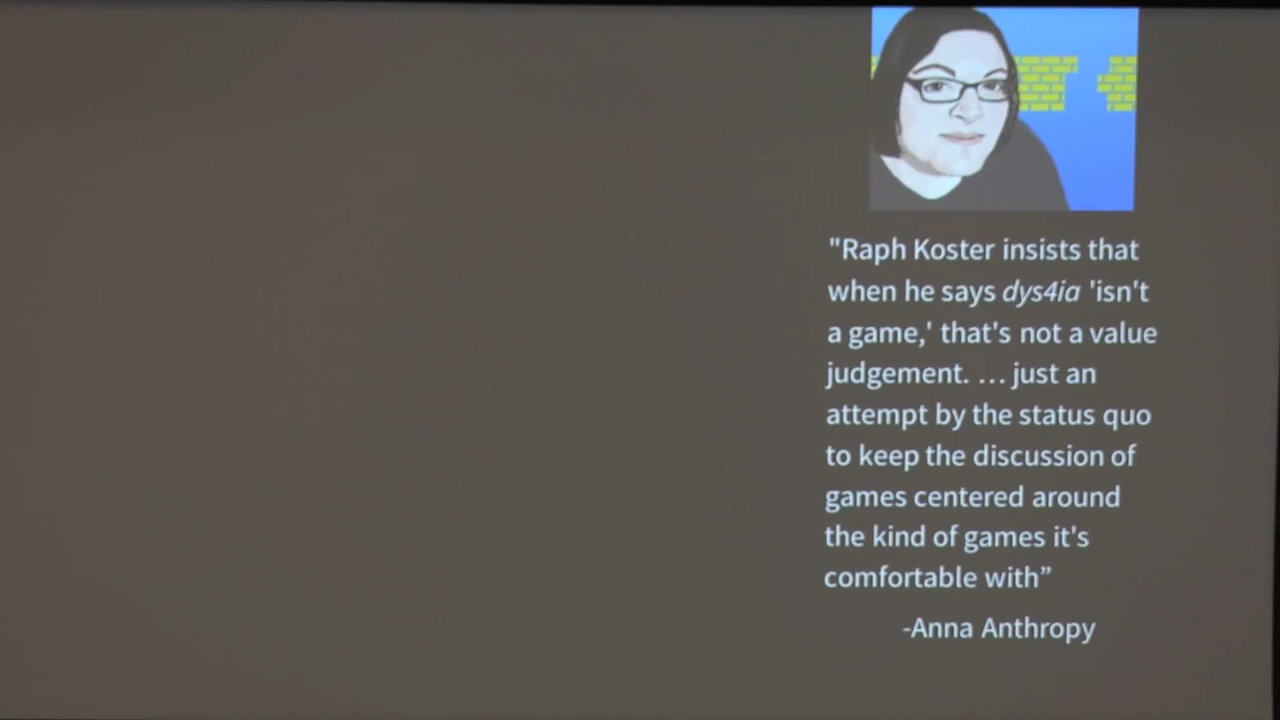 "Raph Koster insists that
when he says dys4ia 'isn't
a game,' that's not a value
judgement. … just an
attempt by the status quo
to keep the discussion of
games centered around
the kind of games it's
comfortable with”
-Anna Anthropy